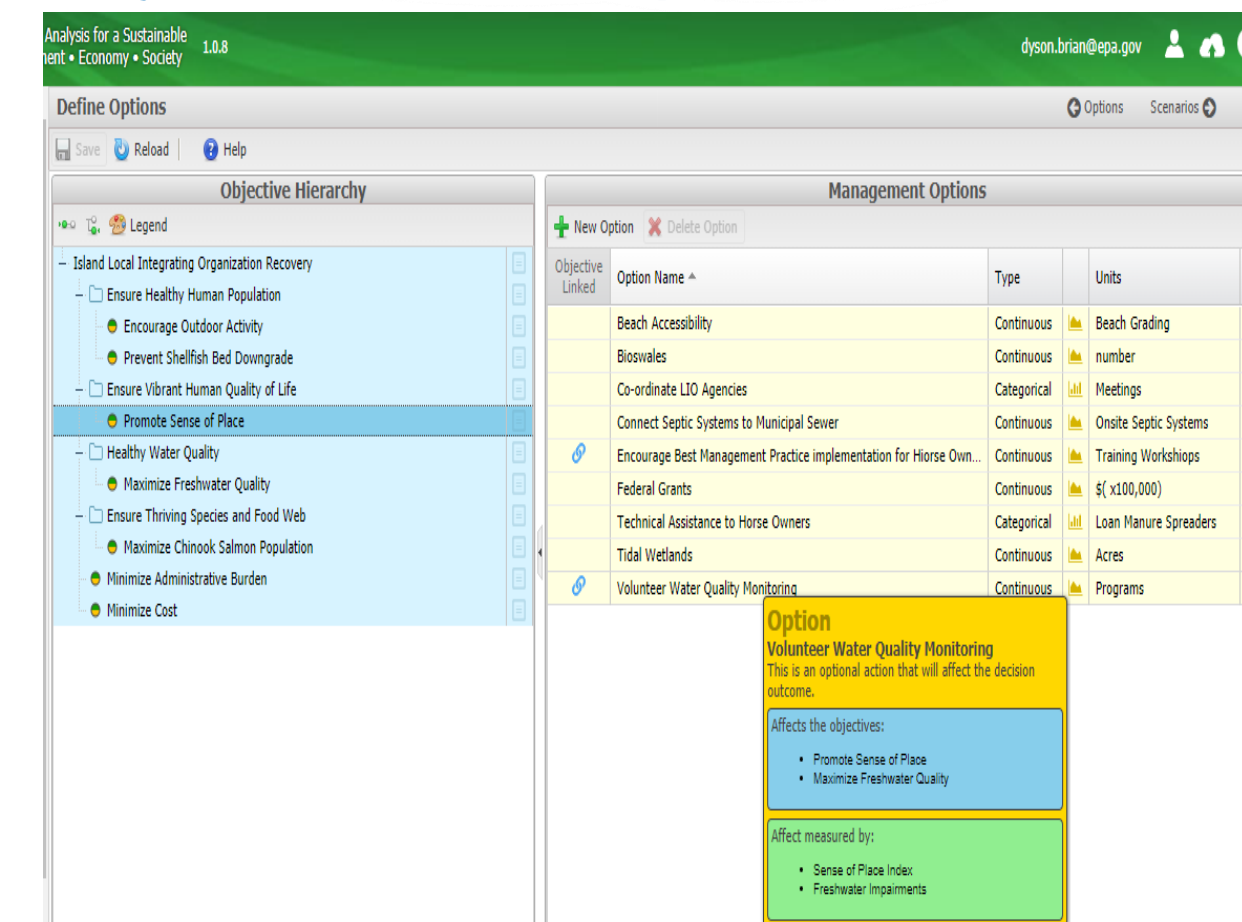 Analysis for a Sustainable
ment • Economy • Society
1.0.8
dyson.brian@epa.gov
Define Options
Options Scenarios
Save Reload Help
Objective Hierarchy
Legend
Island Local Integrating Organization Recovery
Ensure Healthy Human Population
Encourage Outdoor Activity
Prevent Shellfish Bed Downgrade
Ensure Vibrant Human Quality of Life
Promote Sense of Place
Healthy Water Quality
Maximize Freshwater Quality
Ensure Thriving Species and Food Web
Maximize Chinook Salmon Population
Minimize Administrative Burden
Minimize Cost
Management Options
New Option Delete Option
Objective
Linked
Option Name Type Units
Beach Accessibility Continuous Beach Grading
Bioswales Continuous number
Co-ordinate LIO Agencies Categorical Meetings
Connect Septic Systems to Municipal Sewer Continuous Onsite Septic Systems
Encourage Best Management Practice implementation for Hiorse Own... Continuous Training Workshiops
Federal Grants Continuous $( x100,000)
Technical Assistance to Horse Owners Categorical Loan Manure Spreaders
Tidal Wetlands Continuous Acres
Volunteer Water Quality Monitoring Continuous Programs
Option
Volunteer Water Quality Monitoring
This is an optional action that will affect the decision
outcome.
Affects the objectives:
• Promote Sense of Place
• Maximize Freshwater Quality
Affect measured by:
• Sense of Place Index
• Freshwater Impairments